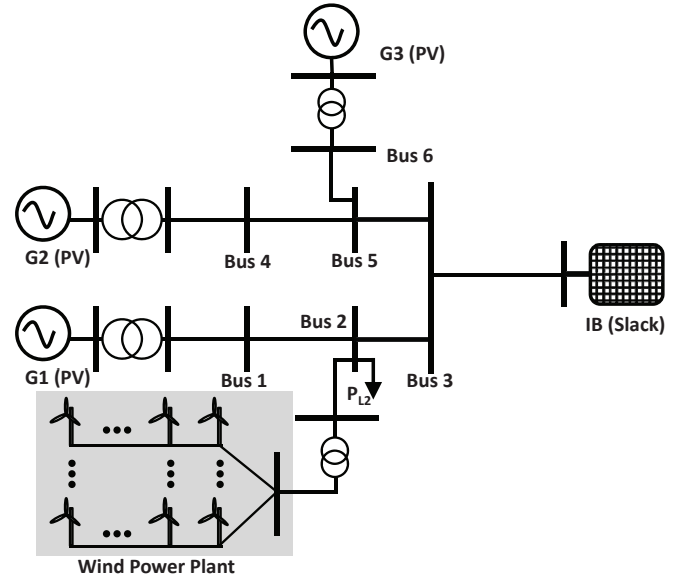 G3 (PV)
Bus 6
G2 (PV)
Bus 4
Bus 5
Bus 2
IB (Slack)
G1 (PV)
Bus 1
P_L2
Bus 3
Wind Power Plant